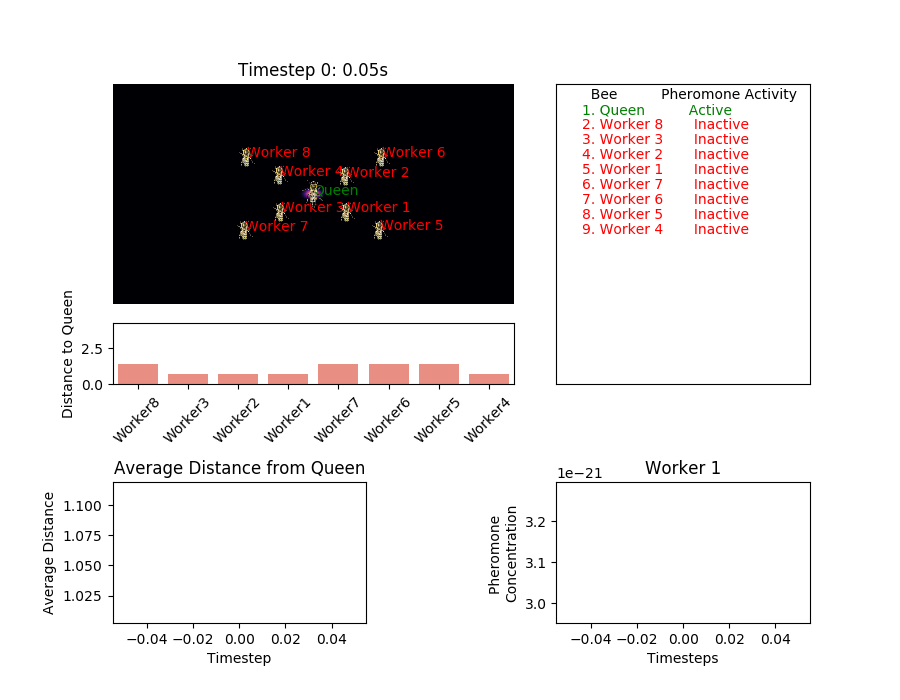 Timestep 0: 0.05s
Worker 8
Worker 6
Worker 4
Worker 2
Queen
Worker 3
Worker 1
Worker 7
Worker 5
Bee Pheromone Activity
1. Queen Active
2. Worker 8 Inactive
3. Worker 3 Inactive
4. Worker 2 Inactive
5. Worker 1 Inactive
6. Worker 7 Inactive
7. Worker 6 Inactive
8. Worker 5 Inactive
9. Worker 4 Inactive
Distance to Queen
2.5
0.0
Worker8
Worker3
Worker2
Worker1
Worker7
Worker6
Worker5
Worker4
Average Distance from Queen
Average Distance
1.100
1.075
1.050
1.025
−0.04 −0.02 0.00 0.02 0.04
Timestep
Worker 1
1e−21
Pheromone
Concentration
3.2
3.1
3.0
−0.04 −0.02 0.00 0.02 0.04
Timesteps